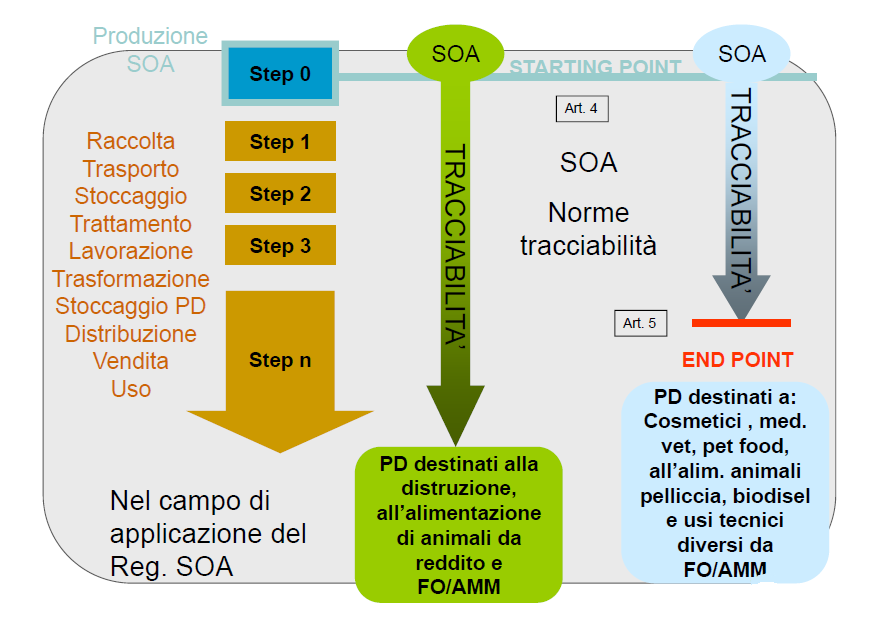 Produzione
SOA
Step 0
SOA
STARTING POINT
SOA
Art. 4
Raccolta
Trasporto
Stoccaggio
Trattamento
Lavorazione
Trasformazione
Stoccaggio PD
Distribuzione
Vendita
Uso
Step 1
Step 2
Step 3
Step n
TRACCIABILITA'
SOA
Norme
tracciabilità
TRACCIABILITA'
Art. 5
END POINT
PD destinati a:
Cosmetici , med.
vet, pet food,
all'alim. animali
pelliccia, biodisel
e usi tecnici
diversi da
FO/AMM
PD destinati alla
distruzione,
all'alimentazione
di animali da
reddito e
FO/AMM
Nel campo di
applicazione del
Reg. SOA